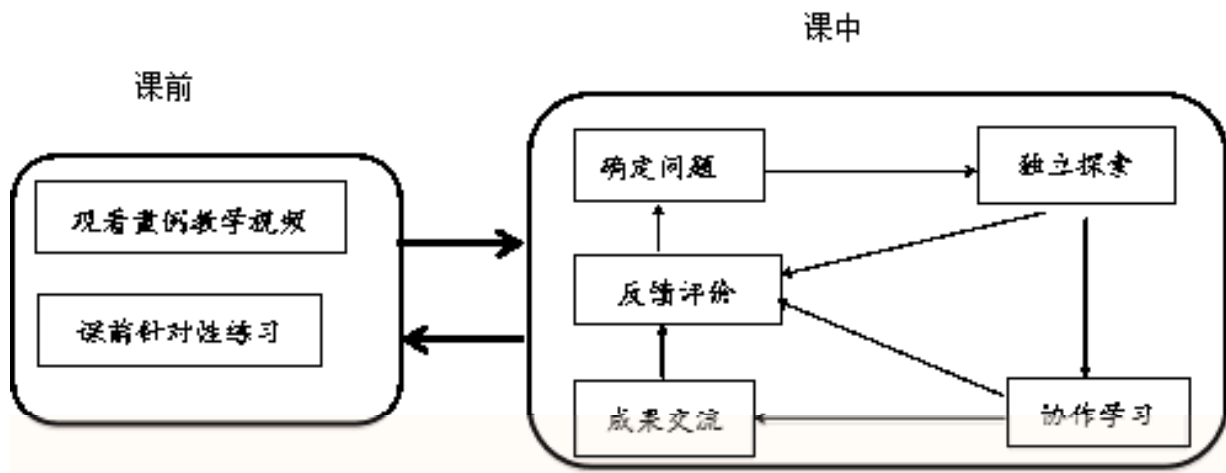 课中
课前
确定问题
独立探索
观看案例教学视频
反馈评价
课前针对性练习
成果交流
协作学习